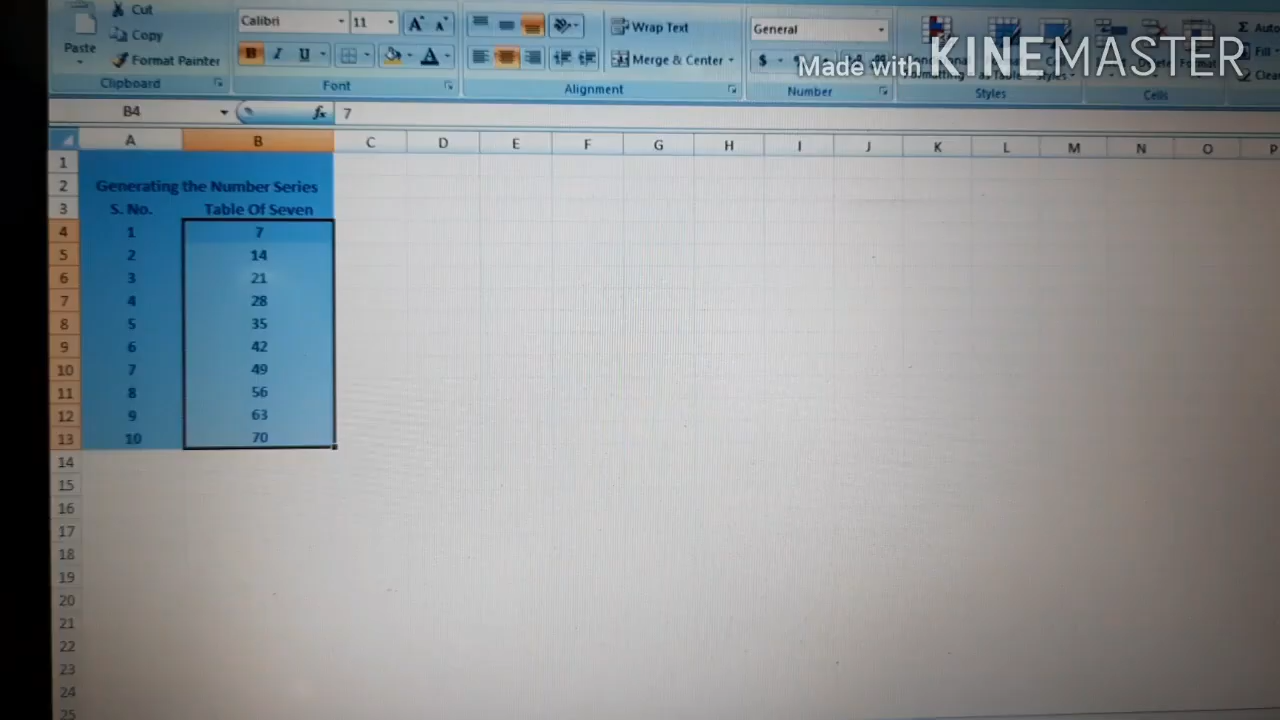 Cut
Calibri 11 Wrap Text General Auto
Copy Fill
Paste Format Painter B I U Merge & Center $ Made with KINEMASTER
Clipboard Font Alignment Number Styles Cells
B4 fx 7
A B C D E F G H I J K L M N O P
1
2 Generating the Number Series
3 S. No. Table Of Seven
4 1 7
5 2 14
6 3 21
7 4 28
8 5 35
9 6 42
10 7 49
11 8 56
12 9 63
13 10 70
14
15
16
17
18
19
20
21
22
23
24
25